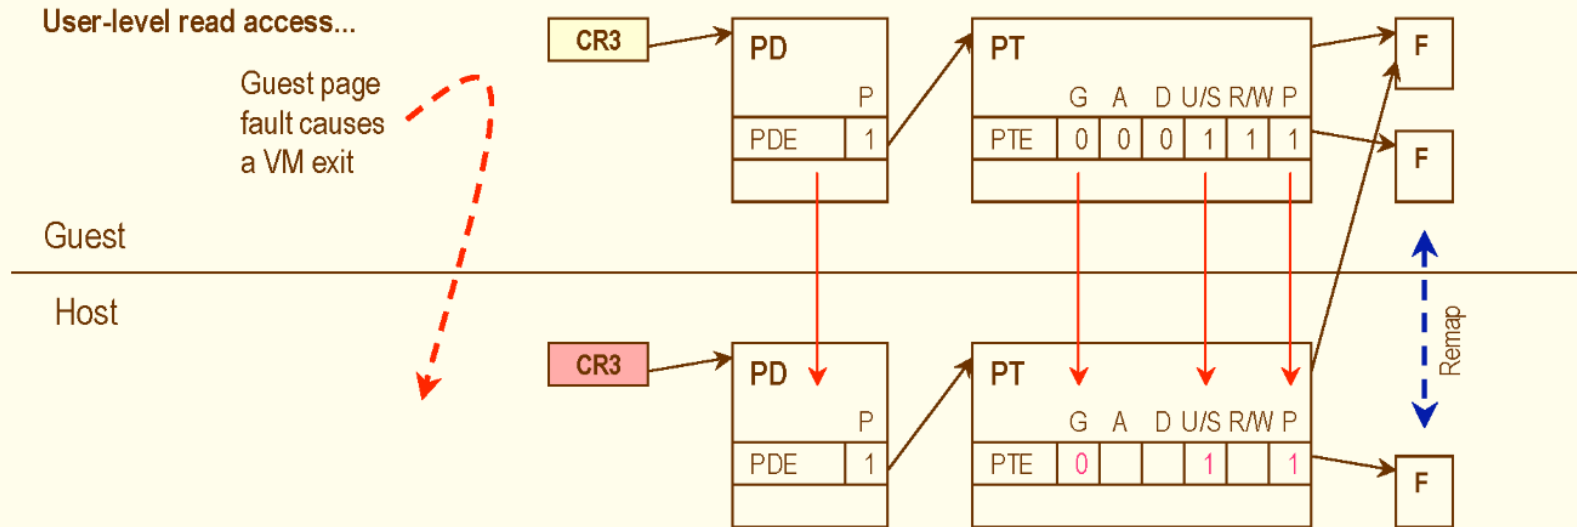 User-level read access...
CR3
PD
PT
F
Guest page
fault causes
a VM exit
P
G A D U/S R/W P
PDE 1
PTE 0 0 0 1 1 1
F
Guest
Host
Remap
CR3
PD
PT
P
G A D U/S R/W P
PDE 1
PTE 0 1 1
F